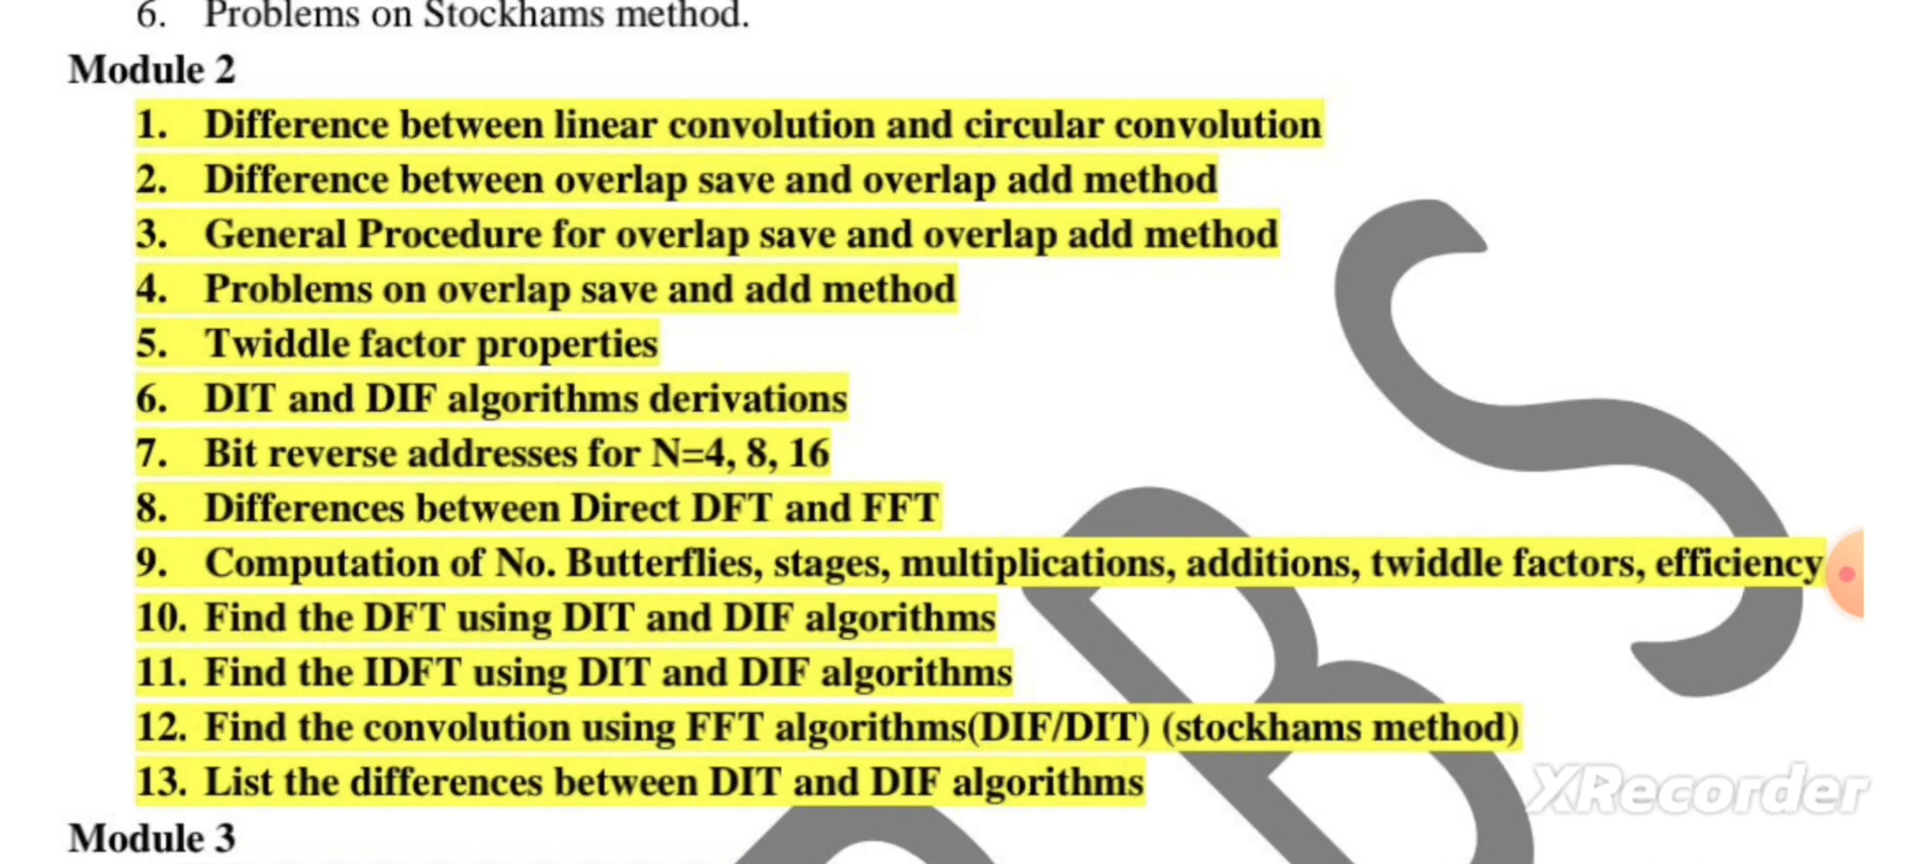 6. Problems on Stockhams method.
Module 2
1. Difference between linear convolution and circular convolution
2. Difference between overlap save and overlap add method
3. General Procedure for overlap save and overlap add method
4. Problems on overlap save and add method
5. Twiddle factor properties
6. DIT and DIF algorithms derivations
7. Bit reverse addresses for N=4, 8, 16
8. Differences between Direct DFT and FFT
9. Computation of No. Butterflies, stages, multiplications, additions, twiddle factors, efficiency
10. Find the DFT using DIT and DIF algorithms
11. Find the IDFT using DIT and DIF algorithms
12. Find the convolution using FFT algorithms(DIF/DIT) (stockhams method)
13. List the differences between DIT and DIF algorithms
XRecorder
Module 3